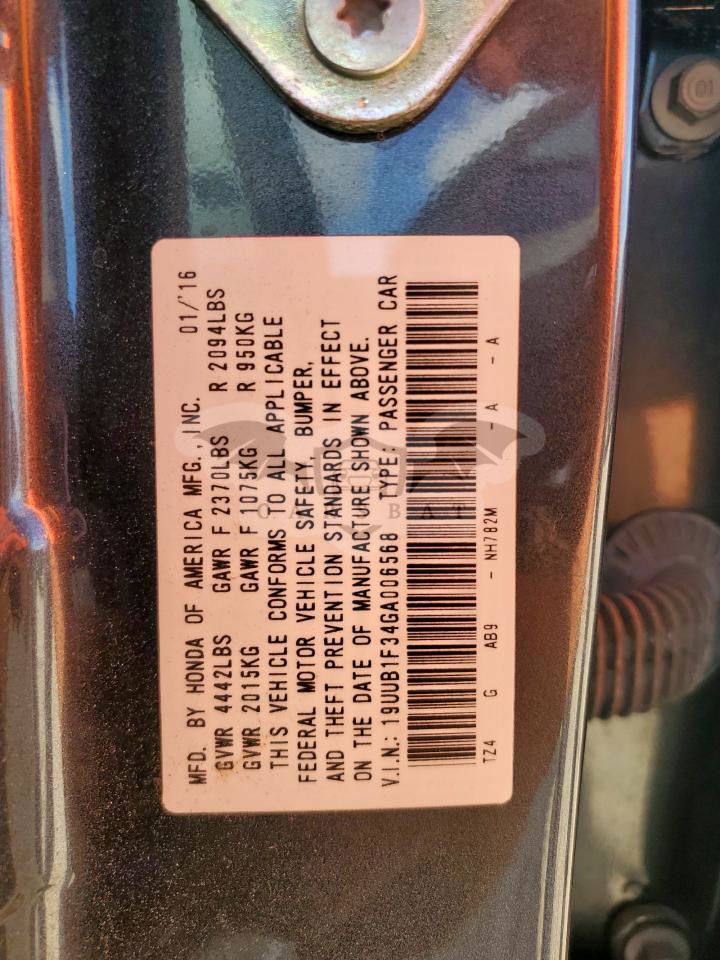 MFD. BY HONDA OF AMERICA MFG., INC. 01/'16
GVWR 4442LBS GAWR F 2370LBS R 2094LBS
GVWR 2015KG GAWR F 1075KG R 950KG
THIS VEHICLE CONFORMS TO ALL APPLICABLE
FEDERAL MOTOR VEHICLE SAFETY, BUMPER,
AND THEFT PREVENTION STANDARDS IN EFFECT
ON THE DATE OF MANUFACTURE SHOWN ABOVE.
V.I.N.: 19UUB1F34GA006568 TYPE: PASSENGER CAR
TZ4 G AB9 - NH782M - A - A